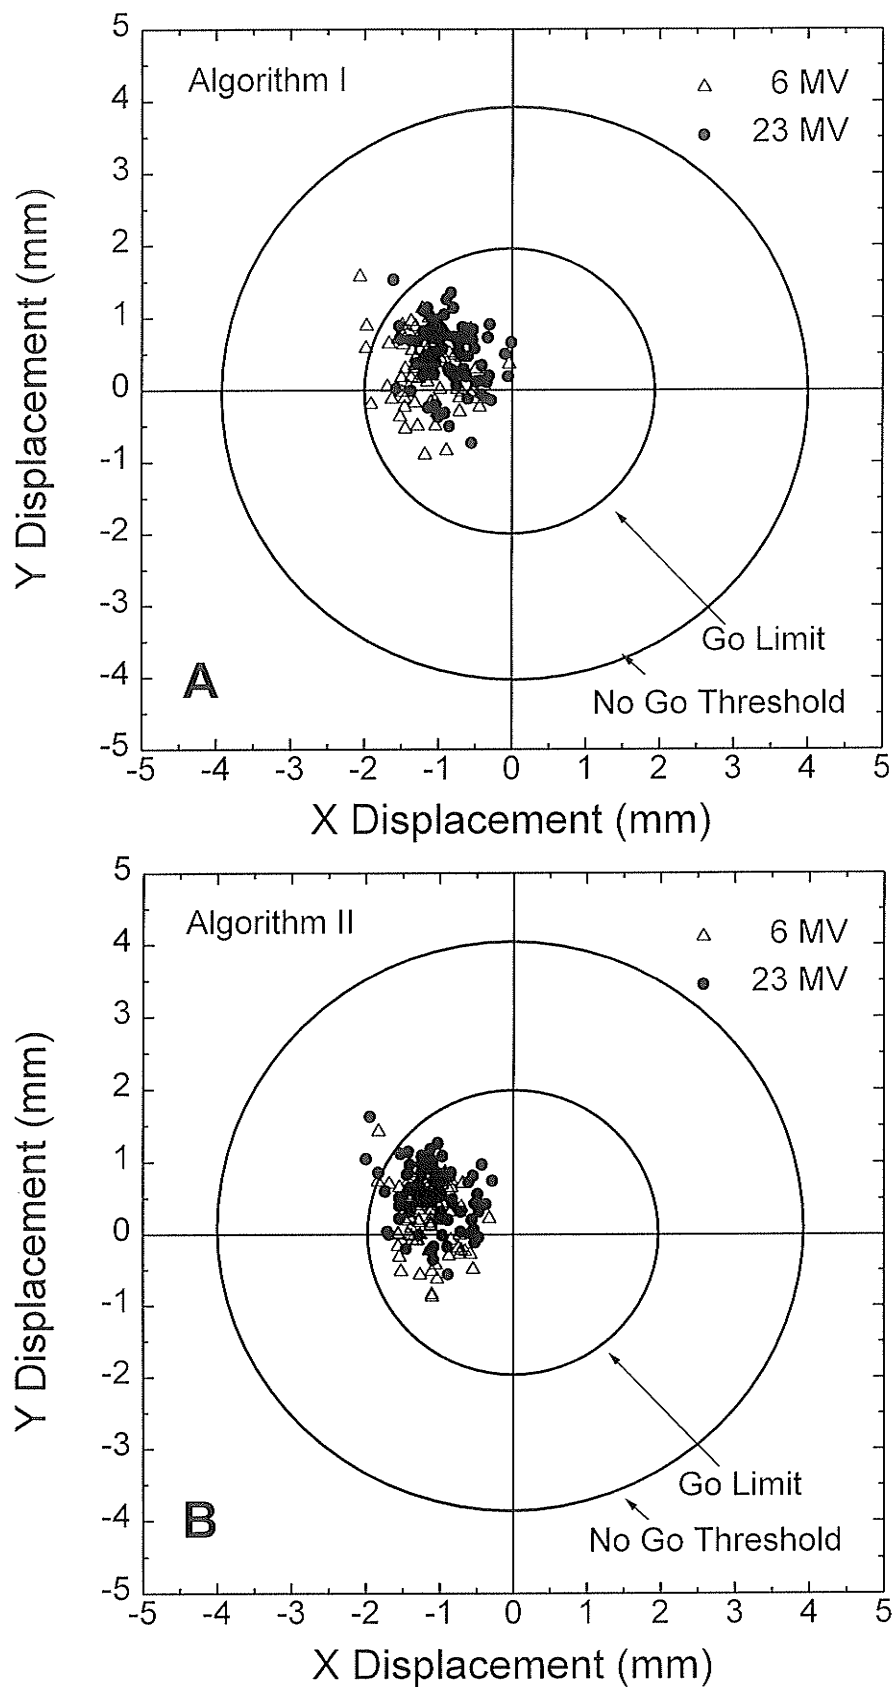 5
Algorithm I
6 MV
23 MV
4
3
2
1
0
-1
-2
-3
-4
-5
Y Displacement (mm)
Go Limit
No Go Threshold
A
-5 -4 -3 -2 -1 0 1 2 3 4 5
X Displacement (mm)
5
Algorithm II
6 MV
23 MV
4
3
2
1
0
-1
-2
-3
-4
-5
Y Displacement (mm)
Go Limit
No Go Threshold
B
-5 -4 -3 -2 -1 0 1 2 3 4 5
X Displacement (mm)